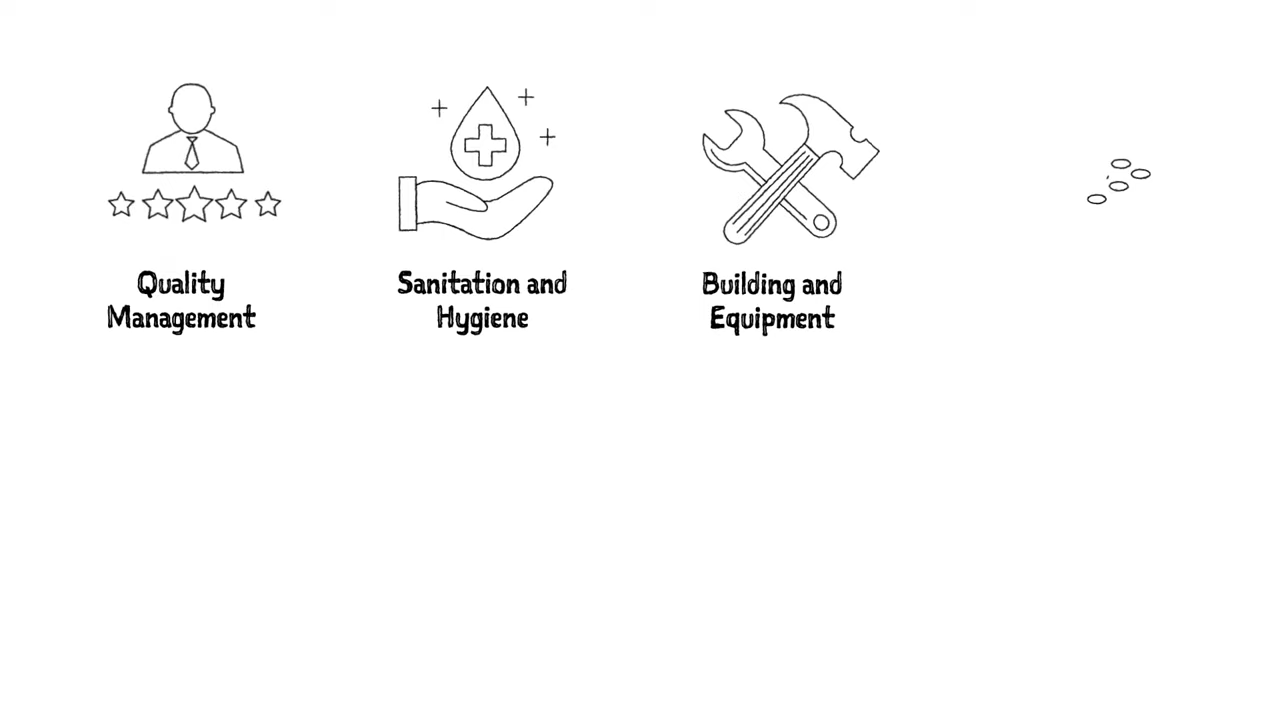 Quality
Management
Sanitation and
Hygiene
Building and
Equipment